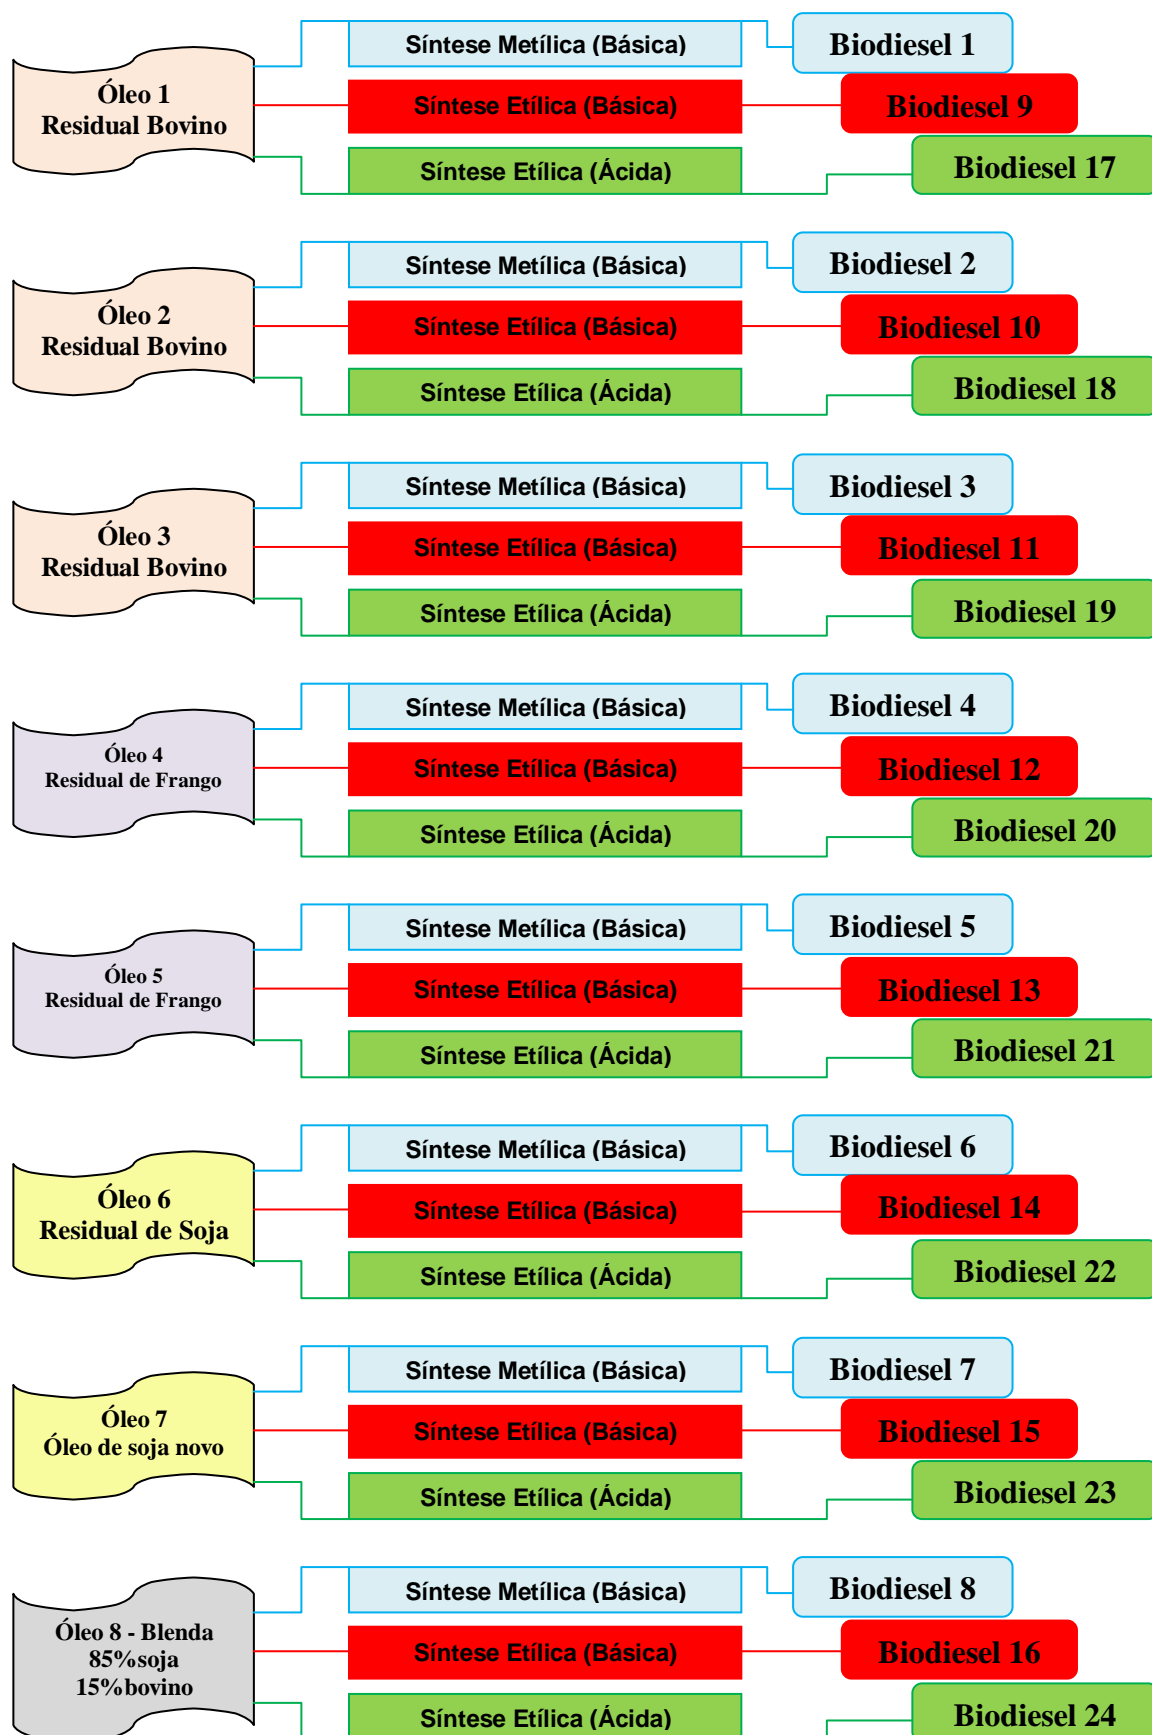 Óleo 1
Residual Bovino
Síntese Metílica (Básica)
Biodiesel 1
Síntese Etílica (Básica)
Biodiesel 9
Síntese Etílica (Ácida)
Biodiesel 17
Óleo 2
Residual Bovino
Síntese Metílica (Básica)
Biodiesel 2
Síntese Etílica (Básica)
Biodiesel 10
Síntese Etílica (Ácida)
Biodiesel 18
Óleo 3
Residual Bovino
Síntese Metílica (Básica)
Biodiesel 3
Síntese Etílica (Básica)
Biodiesel 11
Síntese Etílica (Ácida)
Biodiesel 19
Óleo 4
Residual de Frango
Síntese Metílica (Básica)
Biodiesel 4
Síntese Etílica (Básica)
Biodiesel 12
Síntese Etílica (Ácida)
Biodiesel 20
Óleo 5
Residual de Frango
Síntese Metílica (Básica)
Biodiesel 5
Síntese Etílica (Básica)
Biodiesel 13
Síntese Etílica (Ácida)
Biodiesel 21
Óleo 6
Residual de Soja
Síntese Metílica (Básica)
Biodiesel 6
Síntese Etílica (Básica)
Biodiesel 14
Síntese Etílica (Ácida)
Biodiesel 22
Óleo 7
Óleo de soja novo
Síntese Metílica (Básica)
Biodiesel 7
Síntese Etílica (Básica)
Biodiesel 15
Síntese Etílica (Ácida)
Biodiesel 23
Óleo 8 - Blenda
85%soja
15%bovino
Síntese Metílica (Básica)
Biodiesel 8
Síntese Etílica (Básica)
Biodiesel 16
Síntese Etílica (Ácida)
Biodiesel 24